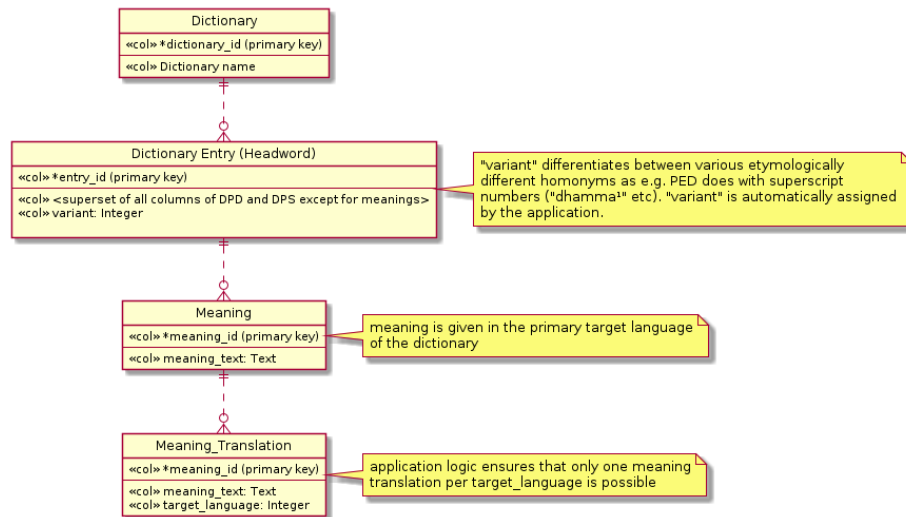 Dictionary
«col» *dictionary_id (primary key)
«col» Dictionary name
Dictionary Entry (Headword)
«col» *entry_id (primary key)
«col» <superset of all columns of DPD and DPS except for meanings>
«col» variant: Integer
"variant" differentiates between various etymologically
different homonyms as e.g. PED does with superscript
numbers ("dhamma¹" etc). "variant" is automatically assigned
by the application.
Meaning
«col» *meaning_id (primary key)
«col» meaning_text: Text
meaning is given in the primary target language
of the dictionary
Meaning_Translation
«col» *meaning_id (primary key)
«col» meaning_text: Text
«col» target_language: Integer
application logic ensures that only one meaning
translation per target_language is possible